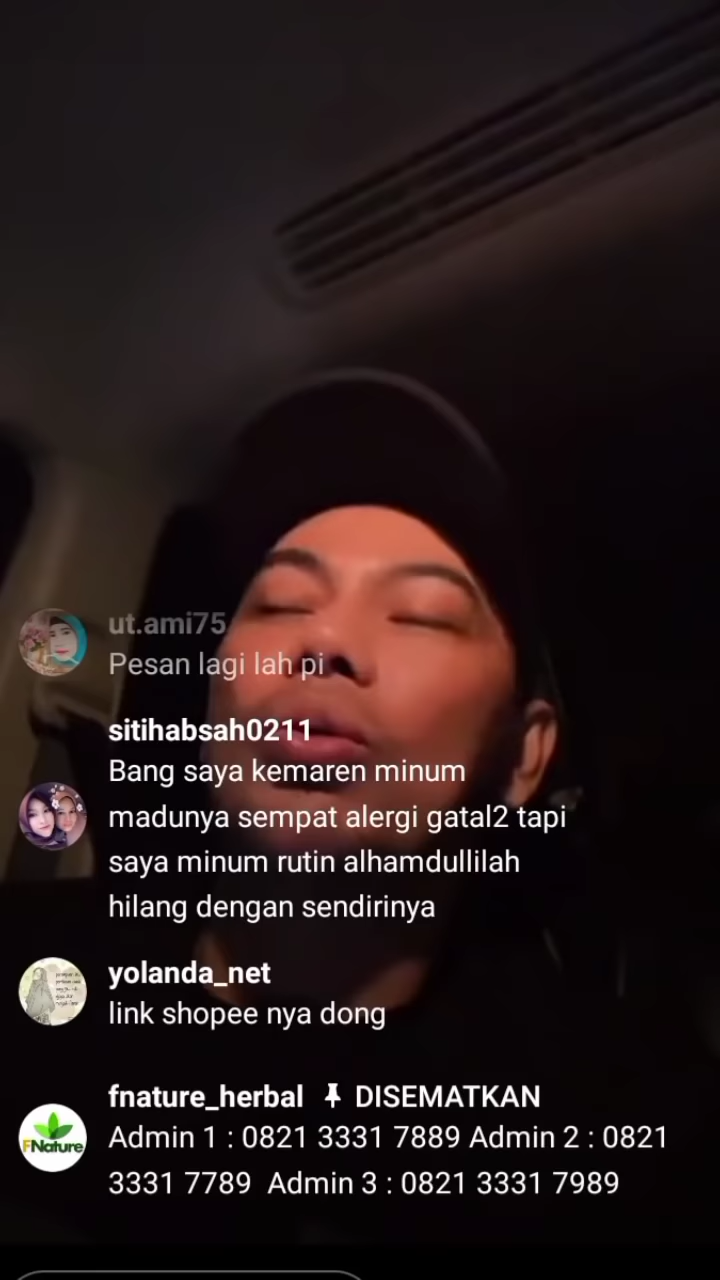 ut.ami75
Pesan lagi lah pi
sitihabsah0211
Bang saya kemaren minum
madunya sempat alergi gatal2 tapi
saya minum rutin alhamdullilah
hilang dengan sendirinya
yolanda_net
link shopee nya dong
fnature_herbal DISEMATKAN
FNature
Admin 1 : 0821 3331 7889 Admin 2 : 0821
3331 7789 Admin 3 : 0821 3331 7989